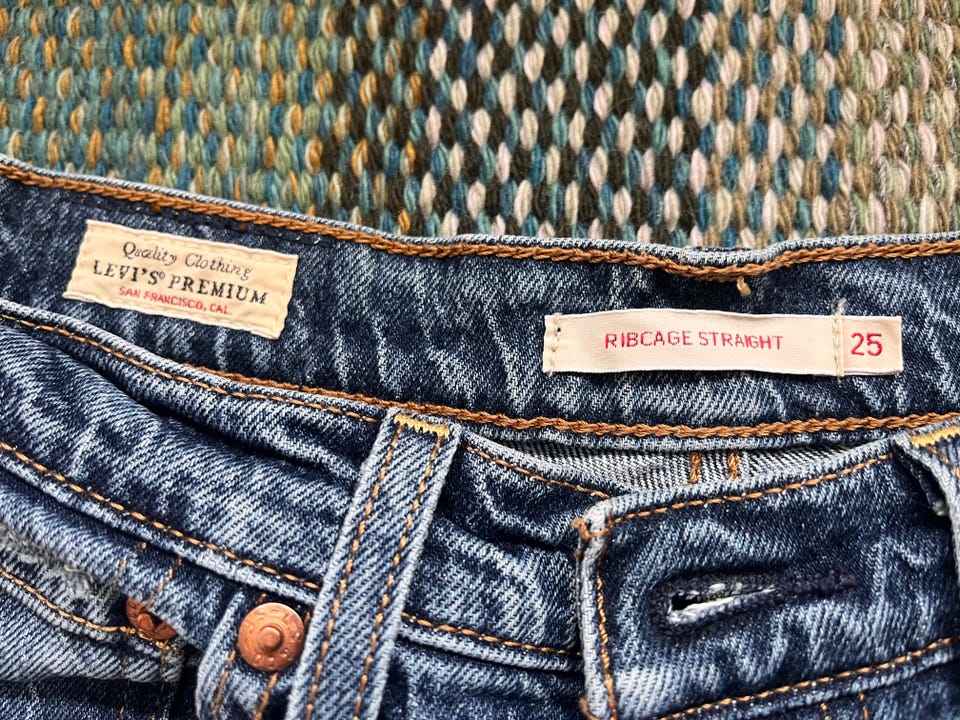 Quality Clothing
LEVI'S® PREMIUM
SAN FRANCISCO, CAL.
RIBCAGE STRAIGHT
25